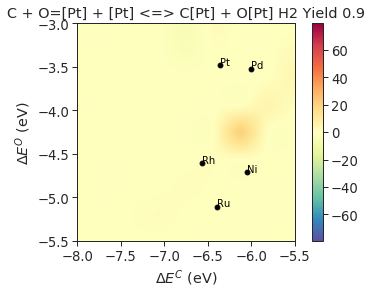 C + O=[Pt] + [Pt] <=> C[Pt] + O[Pt] H2 Yield 0.9
−3.0
−3.5
−4.0
−4.5
−5.0
−5.5
ΔE^O (eV)
Pt
Pd
Rh
Ni
Ru
−8.0 −7.5 −7.0 −6.5 −6.0 −5.5
ΔE^C (eV)
80
60
40
20
0
−20
−40
−60